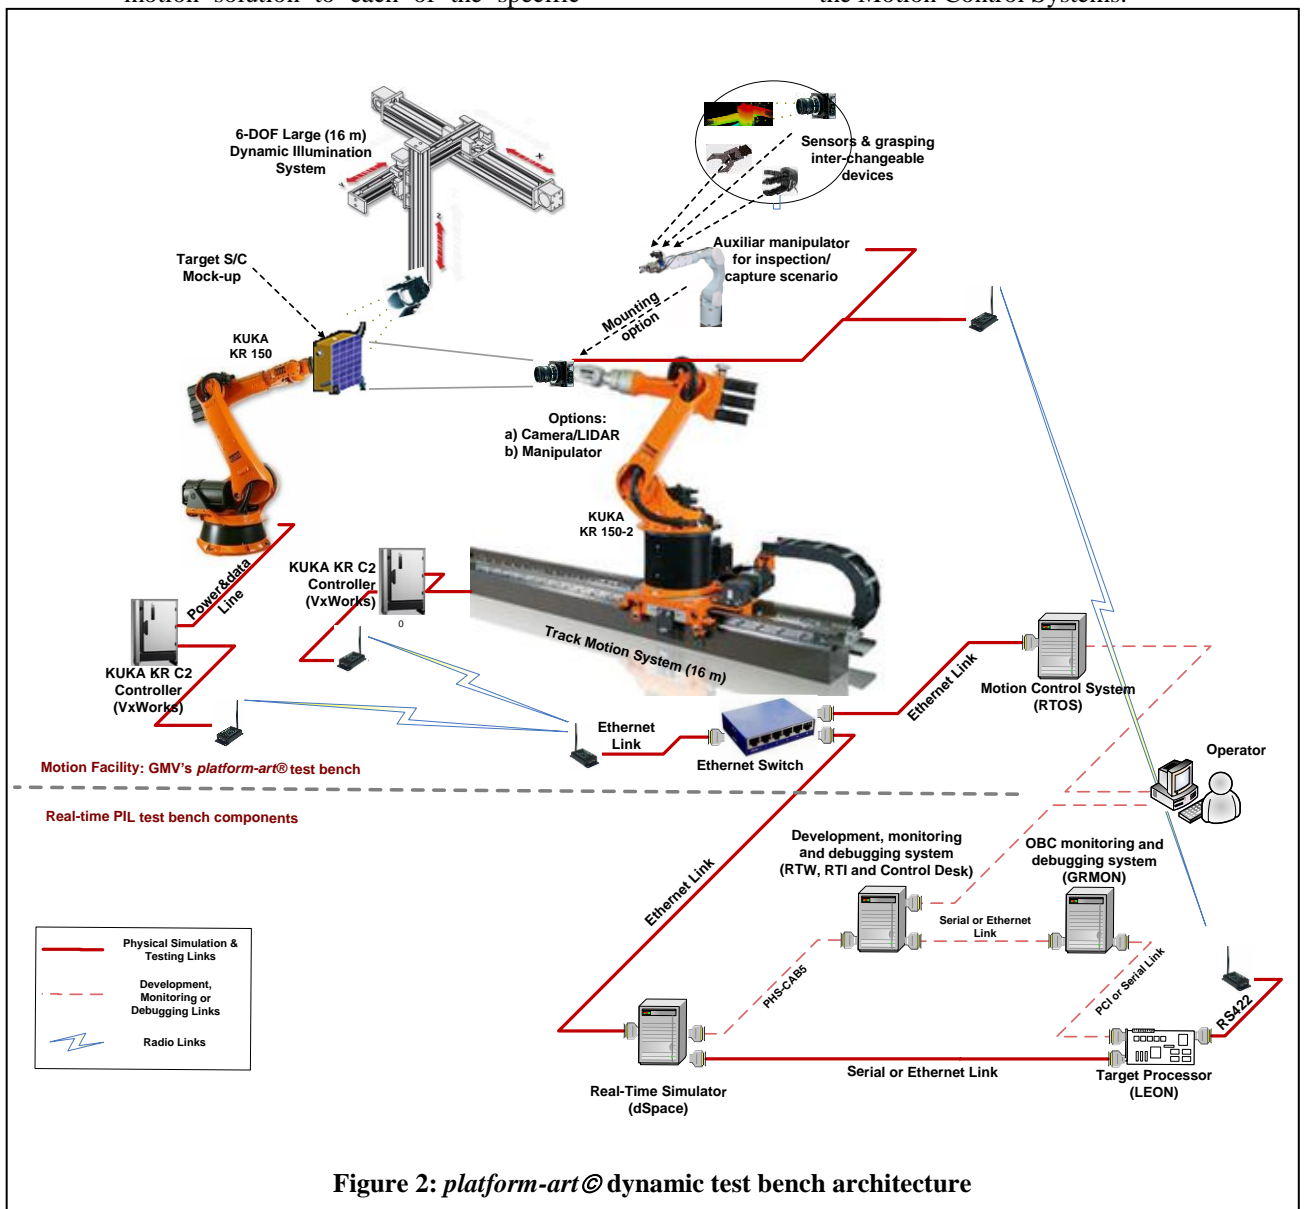 motion solution to each of the specific
the Motion Control Systems.
6-DOF Large (16 m)
Dynamic Illumination
System
X
Y
Z
Sensors & grasping
inter-changeable
devices
Target S/C
Mock-up
Auxiliar manipulator
for inspection/
capture scenario
Mounting
option
KUKA
KR 150
Options:
a) Camera/LIDAR
b) Manipulator
KUKA
KR 150-2
Power&data
Line
KUKA KR C2
Controller
(VxWorks)
0
KUKA KR C2
Controller
(VxWorks)
Track Motion System (16 m)
Ethernet
Link
Ethernet Switch
Ethernet Link
Motion Control System
(RTOS)
Operator
Motion Facility: GMV's platform-art® test bench
Real-time PIL test bench components
Development, monitoring
and debugging system
(RTW, RTI and Control Desk)
OBC monitoring and
debugging system
(GRMON)
Ethernet Link
Serial or Ethernet
Link
PHS-CAB5
PCI or Serial Link
RS422
Physical Simulation &
Testing Links
Development,
Monitoring or
Debugging Links
Radio Links
Serial or Ethernet Link
Real-Time Simulator
(dSpace)
Target Processor
(LEON)
Figure 2: platform-art© dynamic test bench architecture